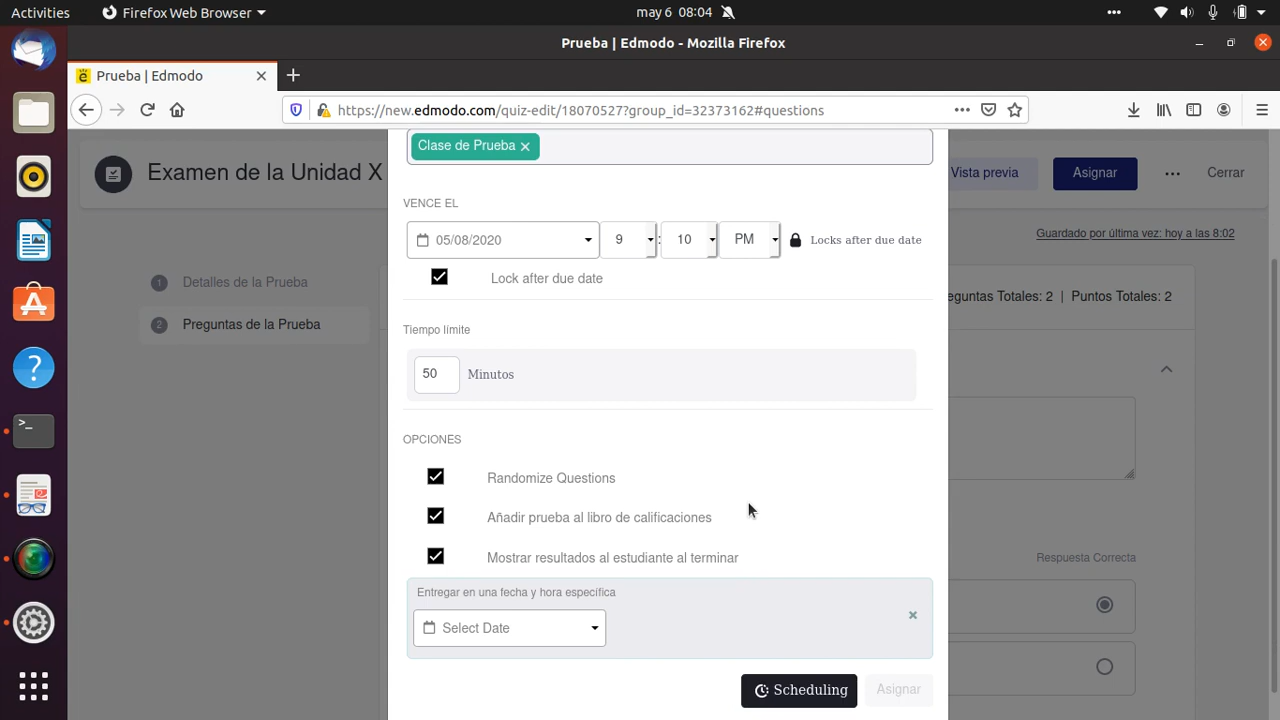 Actividades
Firefox Web Browser
may 6 08:04
Prueba | Edmodo - Mozilla Firefox
Prueba | Edmodo
https://new.edmodo.com/quiz-edit/18070527?group_id=32373162#questions
Clase de Prueba
Examen de la Unidad X
Vista previa
Asignar
Cerrar
VENCE EL
05/08/2020 9 : 10 PM Locks after due date
Guardado por última vez: hoy a las 8:02
Lock after due date
Detalles de la Prueba
1
eguntas Totales: 2 | Puntos Totales: 2
2
Preguntas de la Prueba
Tiempo límite
50 Minutos
OPCIONES
Randomize Questions
Añadir prueba al libro de calificaciones
Mostrar resultados al estudiante al terminar
Respuesta Correcta
Entregar en una fecha y hora específica
Select Date
Scheduling
Asignar